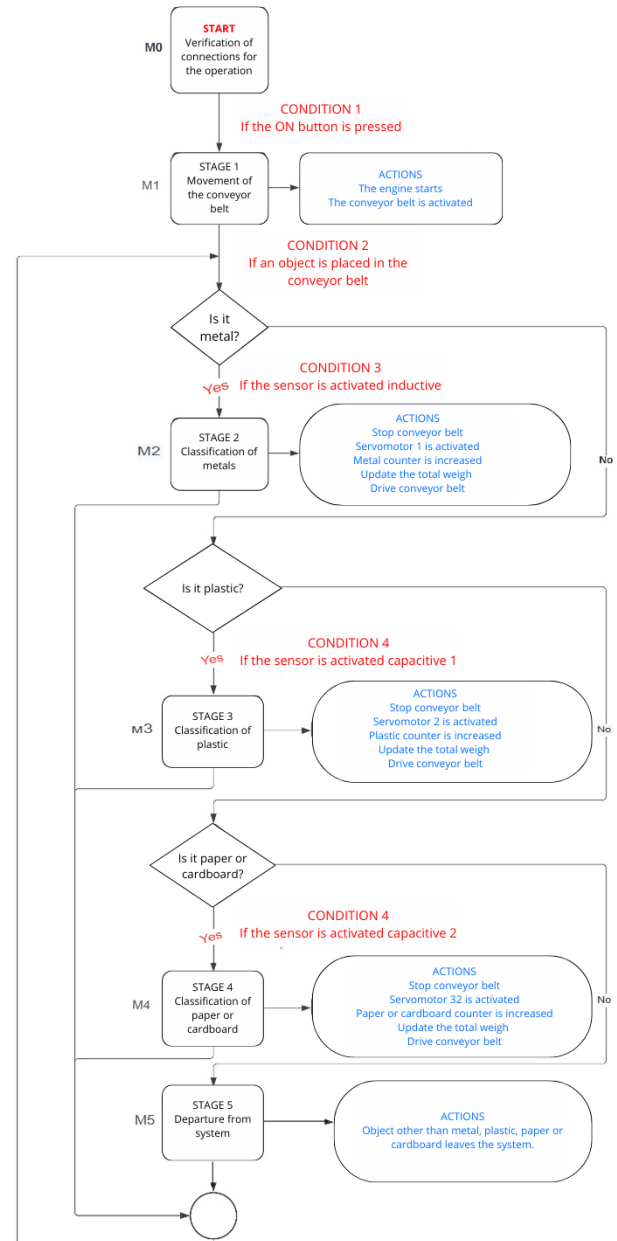 START
Verification of
connections for
the operation
M0
CONDITION 1
If the ON button is pressed
STAGE 1
Movement of
the conveyor
belt
M1
ACTIONS
The engine starts
The conveyor belt is activated
CONDITION 2
If an object is placed in the
conveyor belt
Is it
metal?
CONDITION 3
Yes
If the sensor is activated inductive
STAGE 2
Classification of
metals
M2
ACTIONS
Stop conveyor belt
Servomotor 1 is activated
Metal counter is increased
Update the total weigh
Drive conveyor belt
No
Is it plastic?
CONDITION 4
Yes
If the sensor is activated capacitive 1
STAGE 3
Classification of
plastic
M3
ACTIONS
Stop conveyor belt
Servomotor 2 is activated
Plastic counter is increased
Update the total weigh
Drive conveyor belt
No
Is it paper or
cardboard?
CONDITION 4
Yes
If the sensor is activated capacitive 2
STAGE 4
Classification of
paper or
cardboard
M4
ACTIONS
Stop conveyor belt
Servomotor 32 is activated
Paper or cardboard counter is increased
Update the total weigh
Drive conveyor belt
No
STAGE 5
Departure from
system
M5
ACTIONS
Object other than metal, plastic, paper or
cardboard leaves the system.